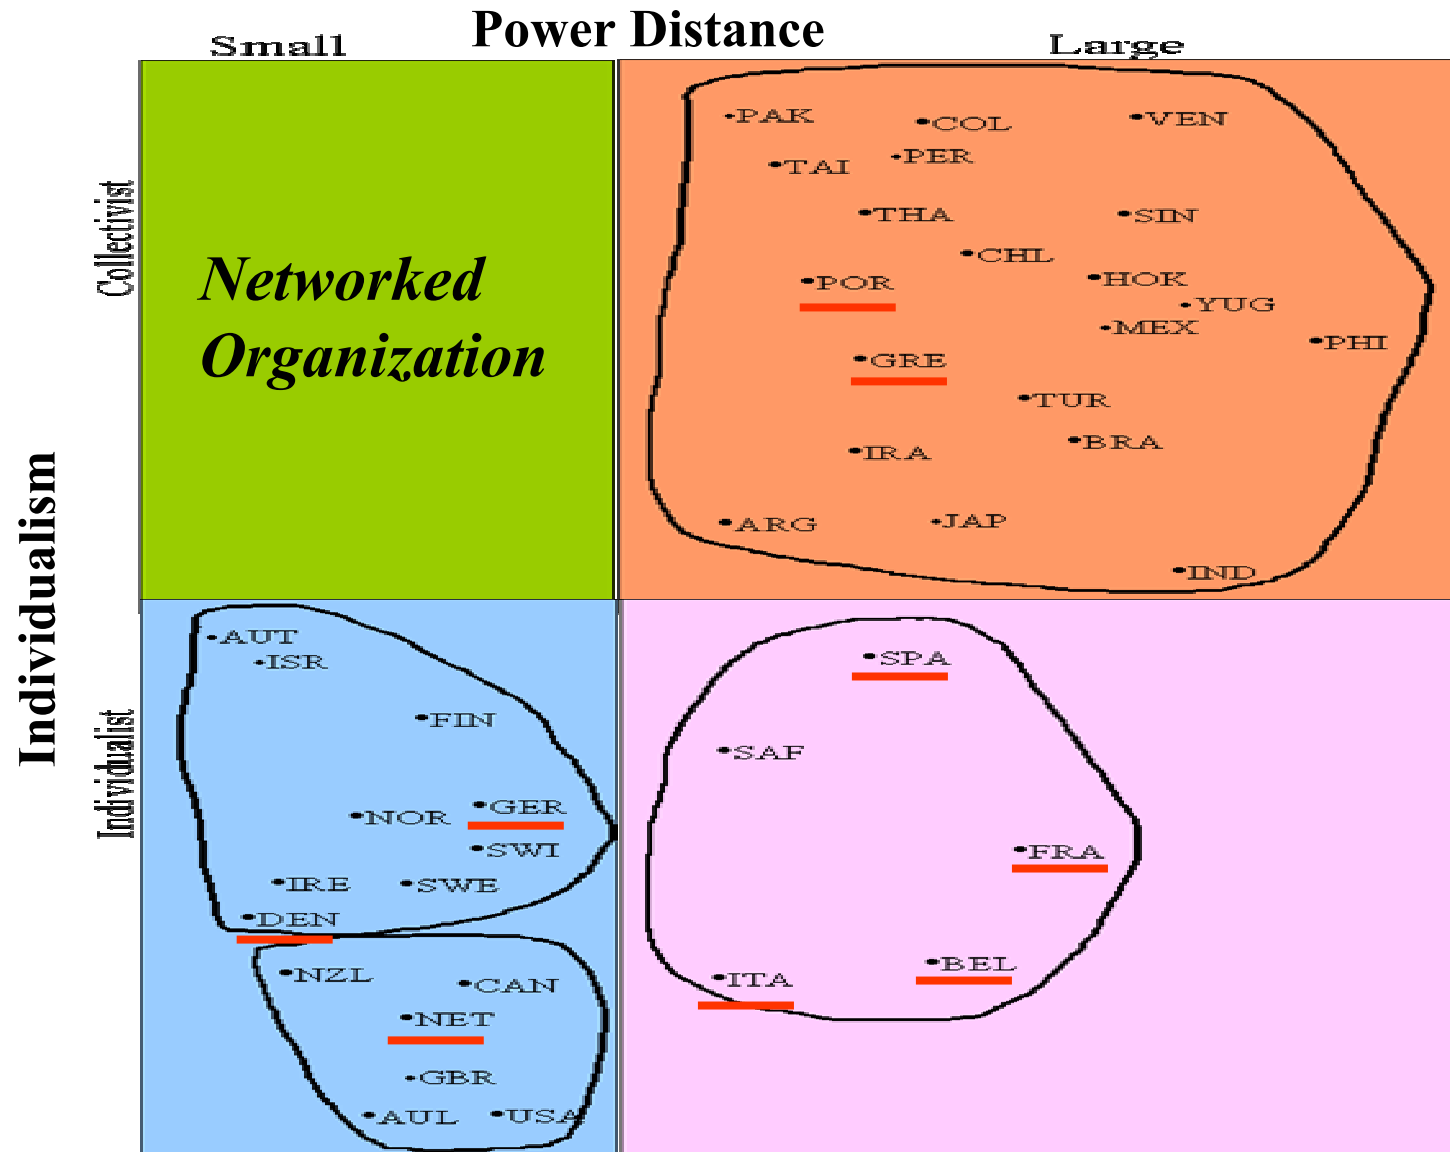 Power Distance
Small
Large
Individualism
Collectivist
Individualist
Networked
Organization
PAK
COL
VEN
TAI
PER
THA
SIN
CHL
POR
HOK
YUG
MEX
PHI
GRE
TUR
BRA
IRA
ARG
JAP
IND
AUT
ISR
FIN
NOR
GER
SWI
IRE
SWE
DEN
NZL
CAN
NET
GBR
AUL
USA
SPA
SAF
FRA
ITA
BEL